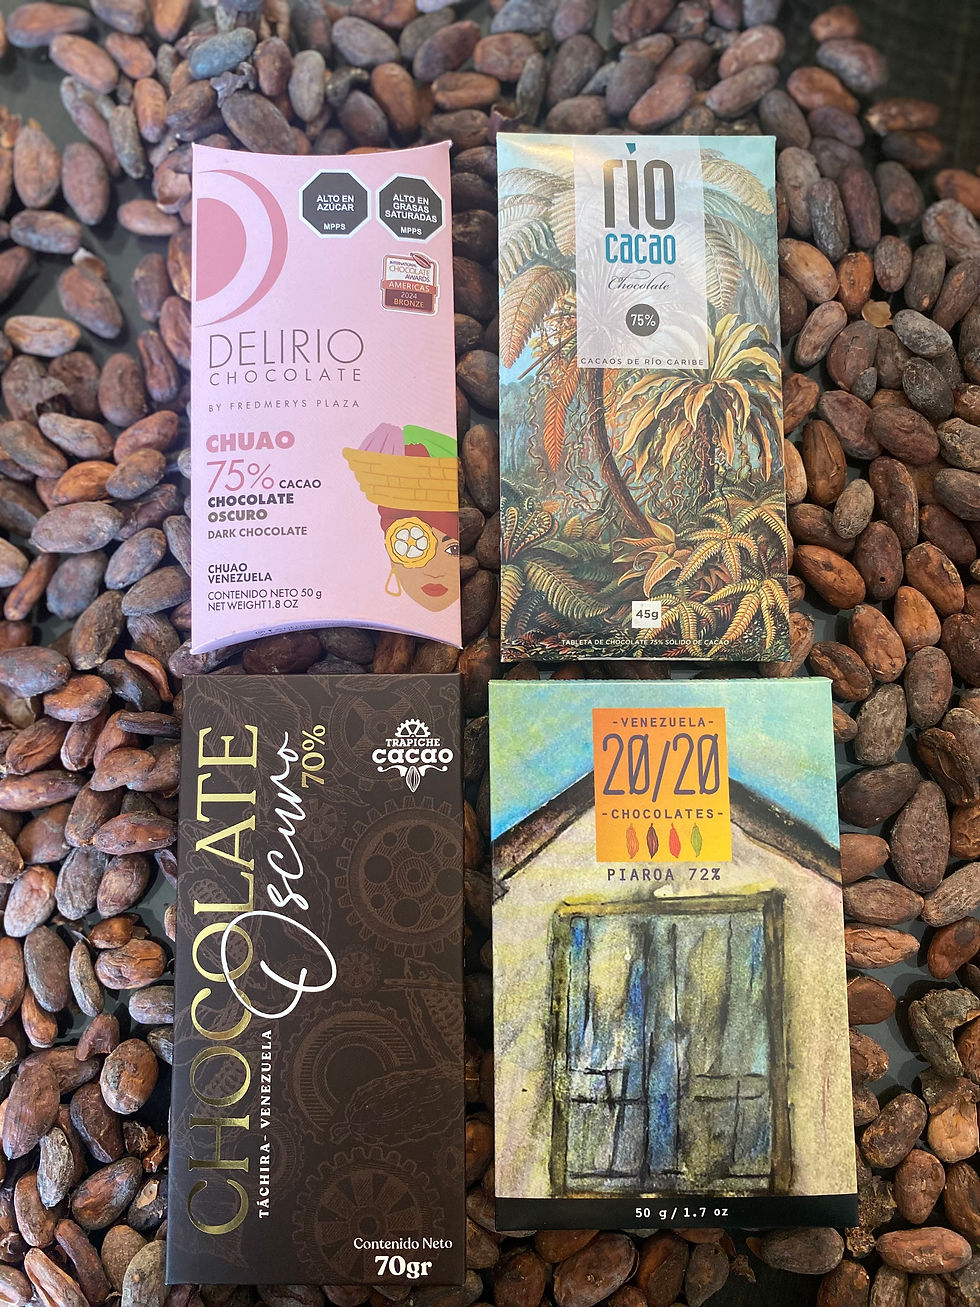 ALTO EN
AZÚCAR
MPPS
ALTO EN
GRASAS
SATURADAS
MPPS
INTERNATIONAL
CHOCOLATE
AWARDS
AMERICAS
2024
BRONZE
DELIRIO
CHOCOLATE
BY FREDMERYS PLAZA
CHUAO
75% CACAO
CHOCOLATE
OSCURO
DARK CHOCOLATE
CHUAO
VENEZUELA
CONTENIDO NETO 50 g
NET WEIGHT 1.8 OZ
río
cacao
Chocolate
75%
CACAOS DE RÍO CARIBE
45g
TABLETA DE CHOCOLATE 75% SÓLIDO DE CACAO
CHOCOLATE
Oscuro
70%
TÁCHIRA - VENEZUELA
TRAPICHE
cacao
Contenido Neto
70gr
-VENEZUELA-
20/20
-CHOCOLATES-
PIAROA 72%
50 g / 1.7 oz